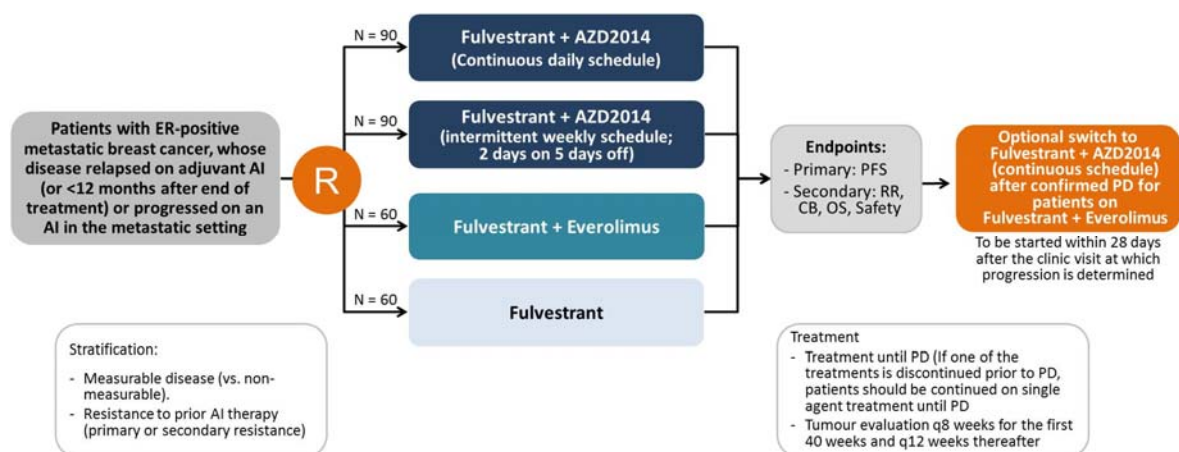 Patients with ER-positive
metastatic breast cancer, whose
disease relapsed on adjuvant AI
(or <12 months after end of
treatment) or progressed on an
AI in the metastatic setting
R
N = 90
Fulvestrant + AZD2014
(Continuous daily schedule)
N = 90
Fulvestrant + AZD2014
(intermittent weekly schedule;
2 days on 5 days off)
N = 60
Fulvestrant + Everolimus
N = 60
Fulvestrant
Endpoints:
- Primary: PFS
- Secondary: RR,
CB, OS, Safety
Optional switch to
Fulvestrant + AZD2014
(continuous schedule)
after confirmed PD for
patients on
Fulvestrant + Everolimus
To be started within 28 days
after the clinic visit at which
progression is determined
Stratification:
- Measurable disease (vs. non-
measurable).
- Resistance to prior AI therapy
(primary or secondary resistance)
Treatment
- Treatment until PD (If one of the
treatments is discontinued prior to PD,
patients should be continued on single
agent treatment until PD
- Tumour evaluation q8 weeks for the first
40 weeks and q12 weeks thereafter